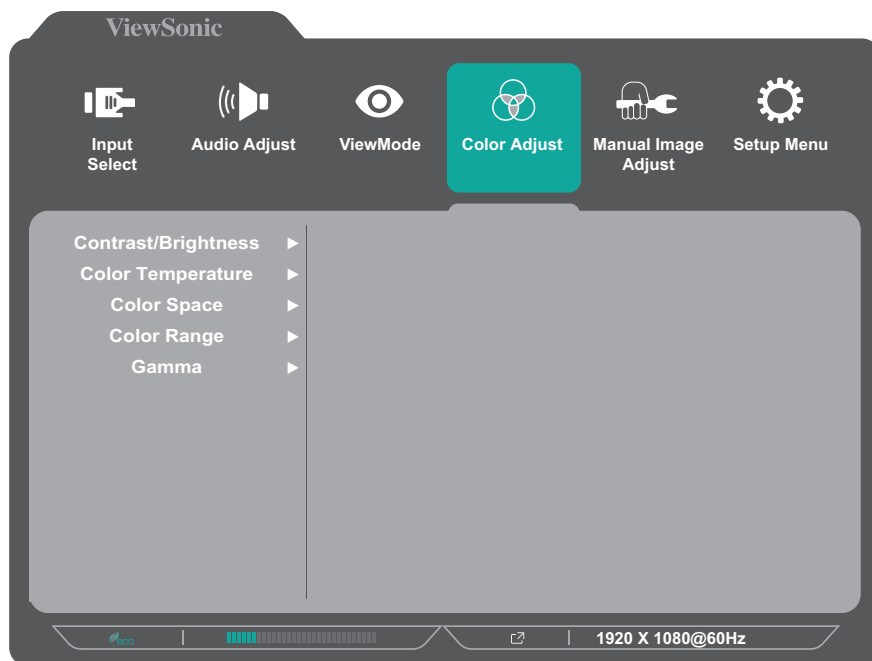 ViewSonic
Input
Select
Audio Adjust
ViewMode
Color Adjust
Manual Image
Adjust
Setup Menu
Contrast/Brightness
Color Temperature
Color Space
Color Range
Gamma
eco
1920 X 1080@60Hz